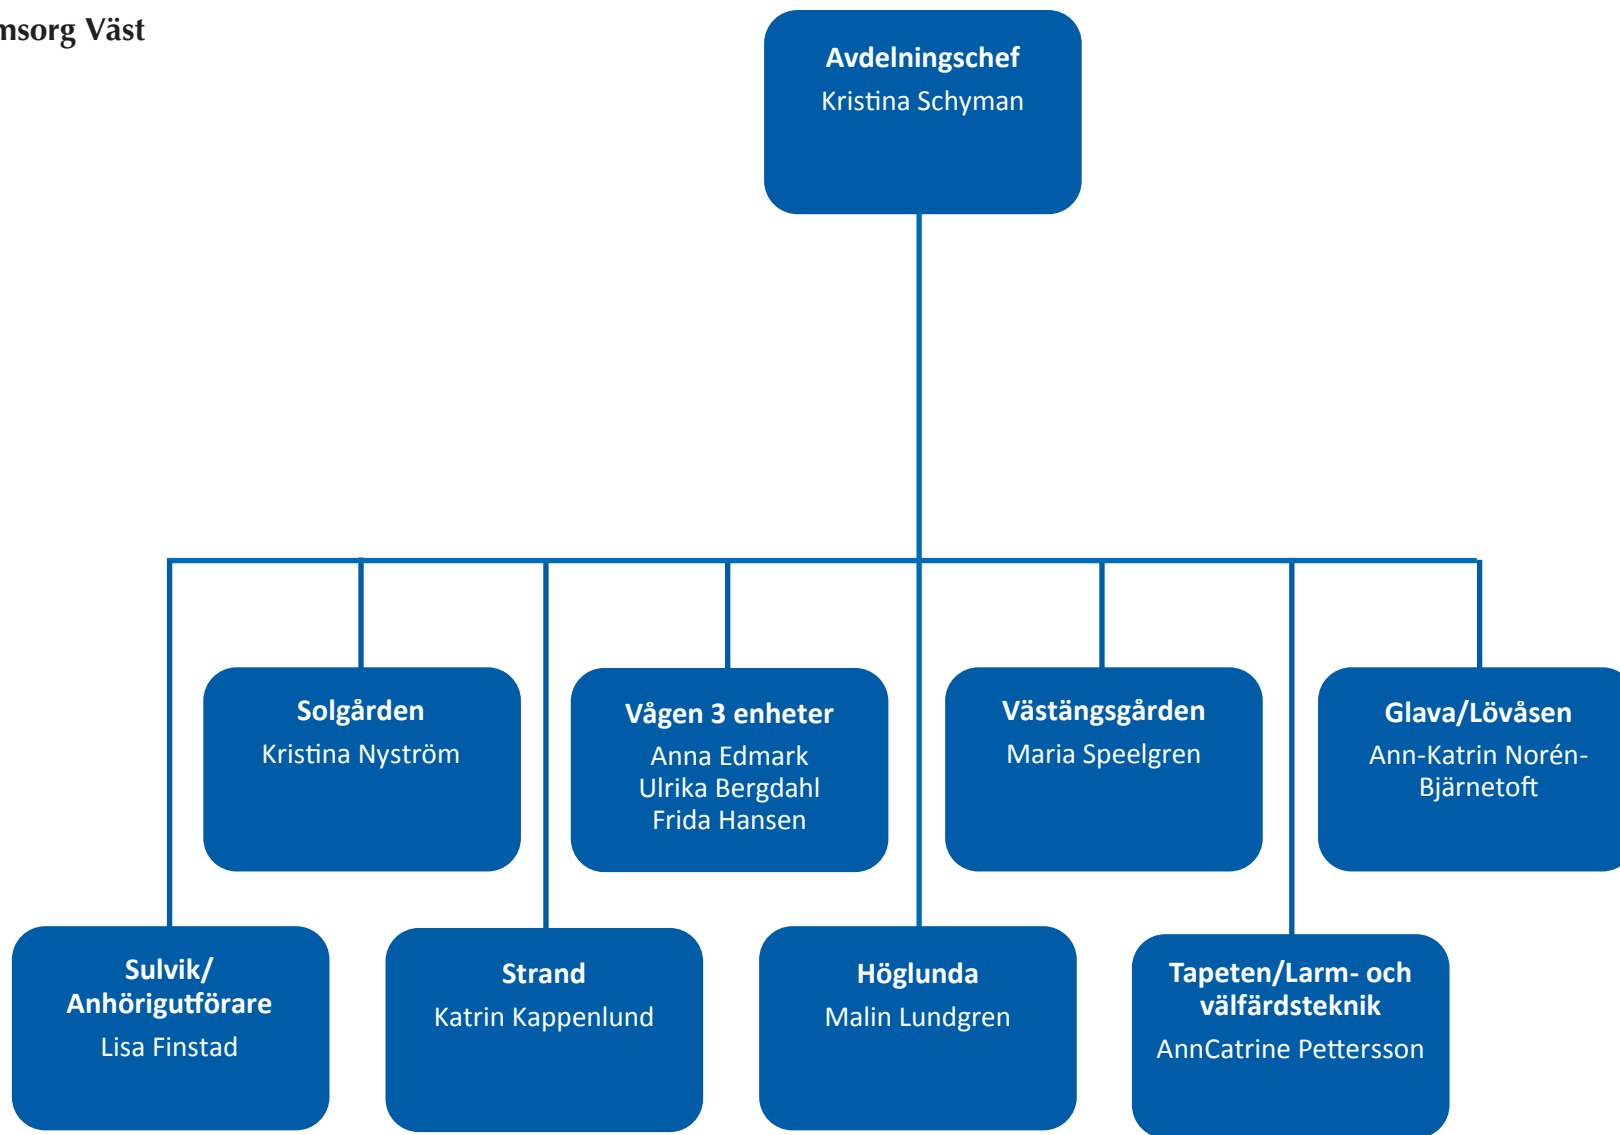 msorg Väst
Avdelningschef
Kristina Schyman
Solgården
Kristina Nyström
Vågen 3 enheter
Anna Edmark
Ulrika Bergdahl
Frida Hansen
Västängsgården
Maria Speelgren
Glava/Lövåsen
Ann-Katrin Norén-
Bjärnetoft
Sulvik/
Anhörigutförare
Lisa Finstad
Strand
Katrin Kappenlund
Höglunda
Malin Lundgren
Tapeten/Larm- och
välfärdsteknik
AnnCatrine Pettersson